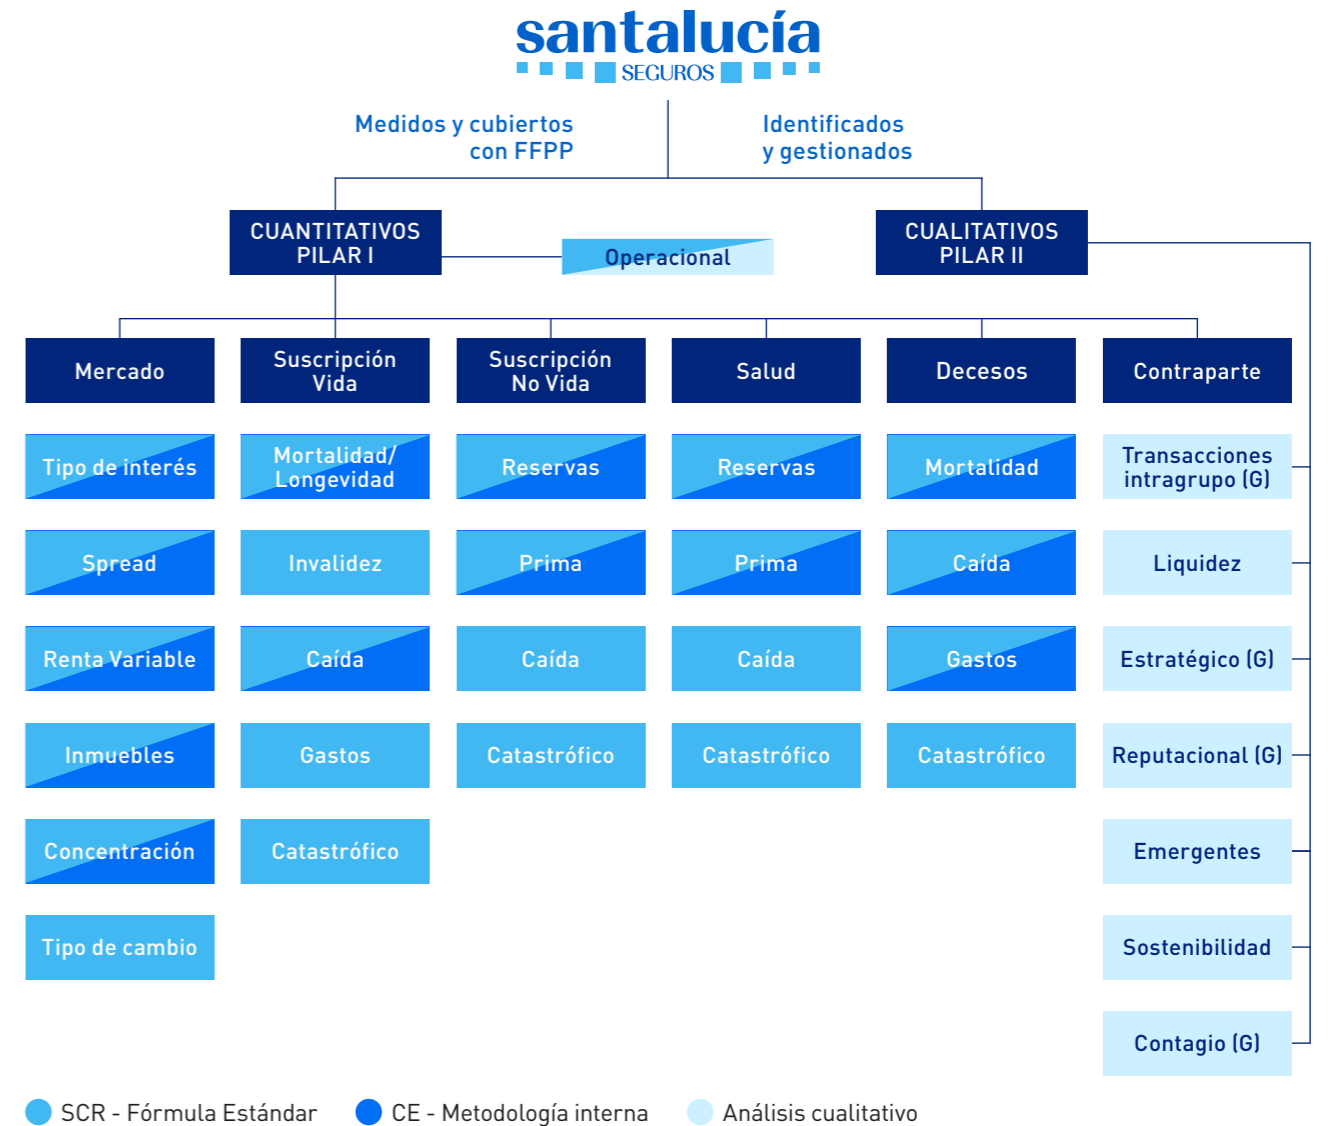 santalucía
SEGUROS
Medidos y cubiertos
con FFPP
Identificados
y gestionados
CUANTITATIVOS
PILAR I
Operacional
CUALITATIVOS
PILAR II
Mercado
Suscripción
Vida
Suscripción
No Vida
Salud
Decesos
Contraparte
Tipo de interés
Mortalidad/
Longevidad
Reservas
Reservas
Mortalidad
Transacciones
intragrupo (G)
Spread
Invalidez
Prima
Prima
Caída
Liquidez
Renta Variable
Caída
Caída
Caída
Gastos
Estratégico (G)
Inmuebles
Gastos
Catastrófico
Catastrófico
Catastrófico
Reputacional (G)
Concentración
Catastrófico
Emergentes
Tipo de cambio
Sostenibilidad
Contagio (G)
SCR - Fórmula Estándar
CE - Metodología interna
Análisis cualitativo